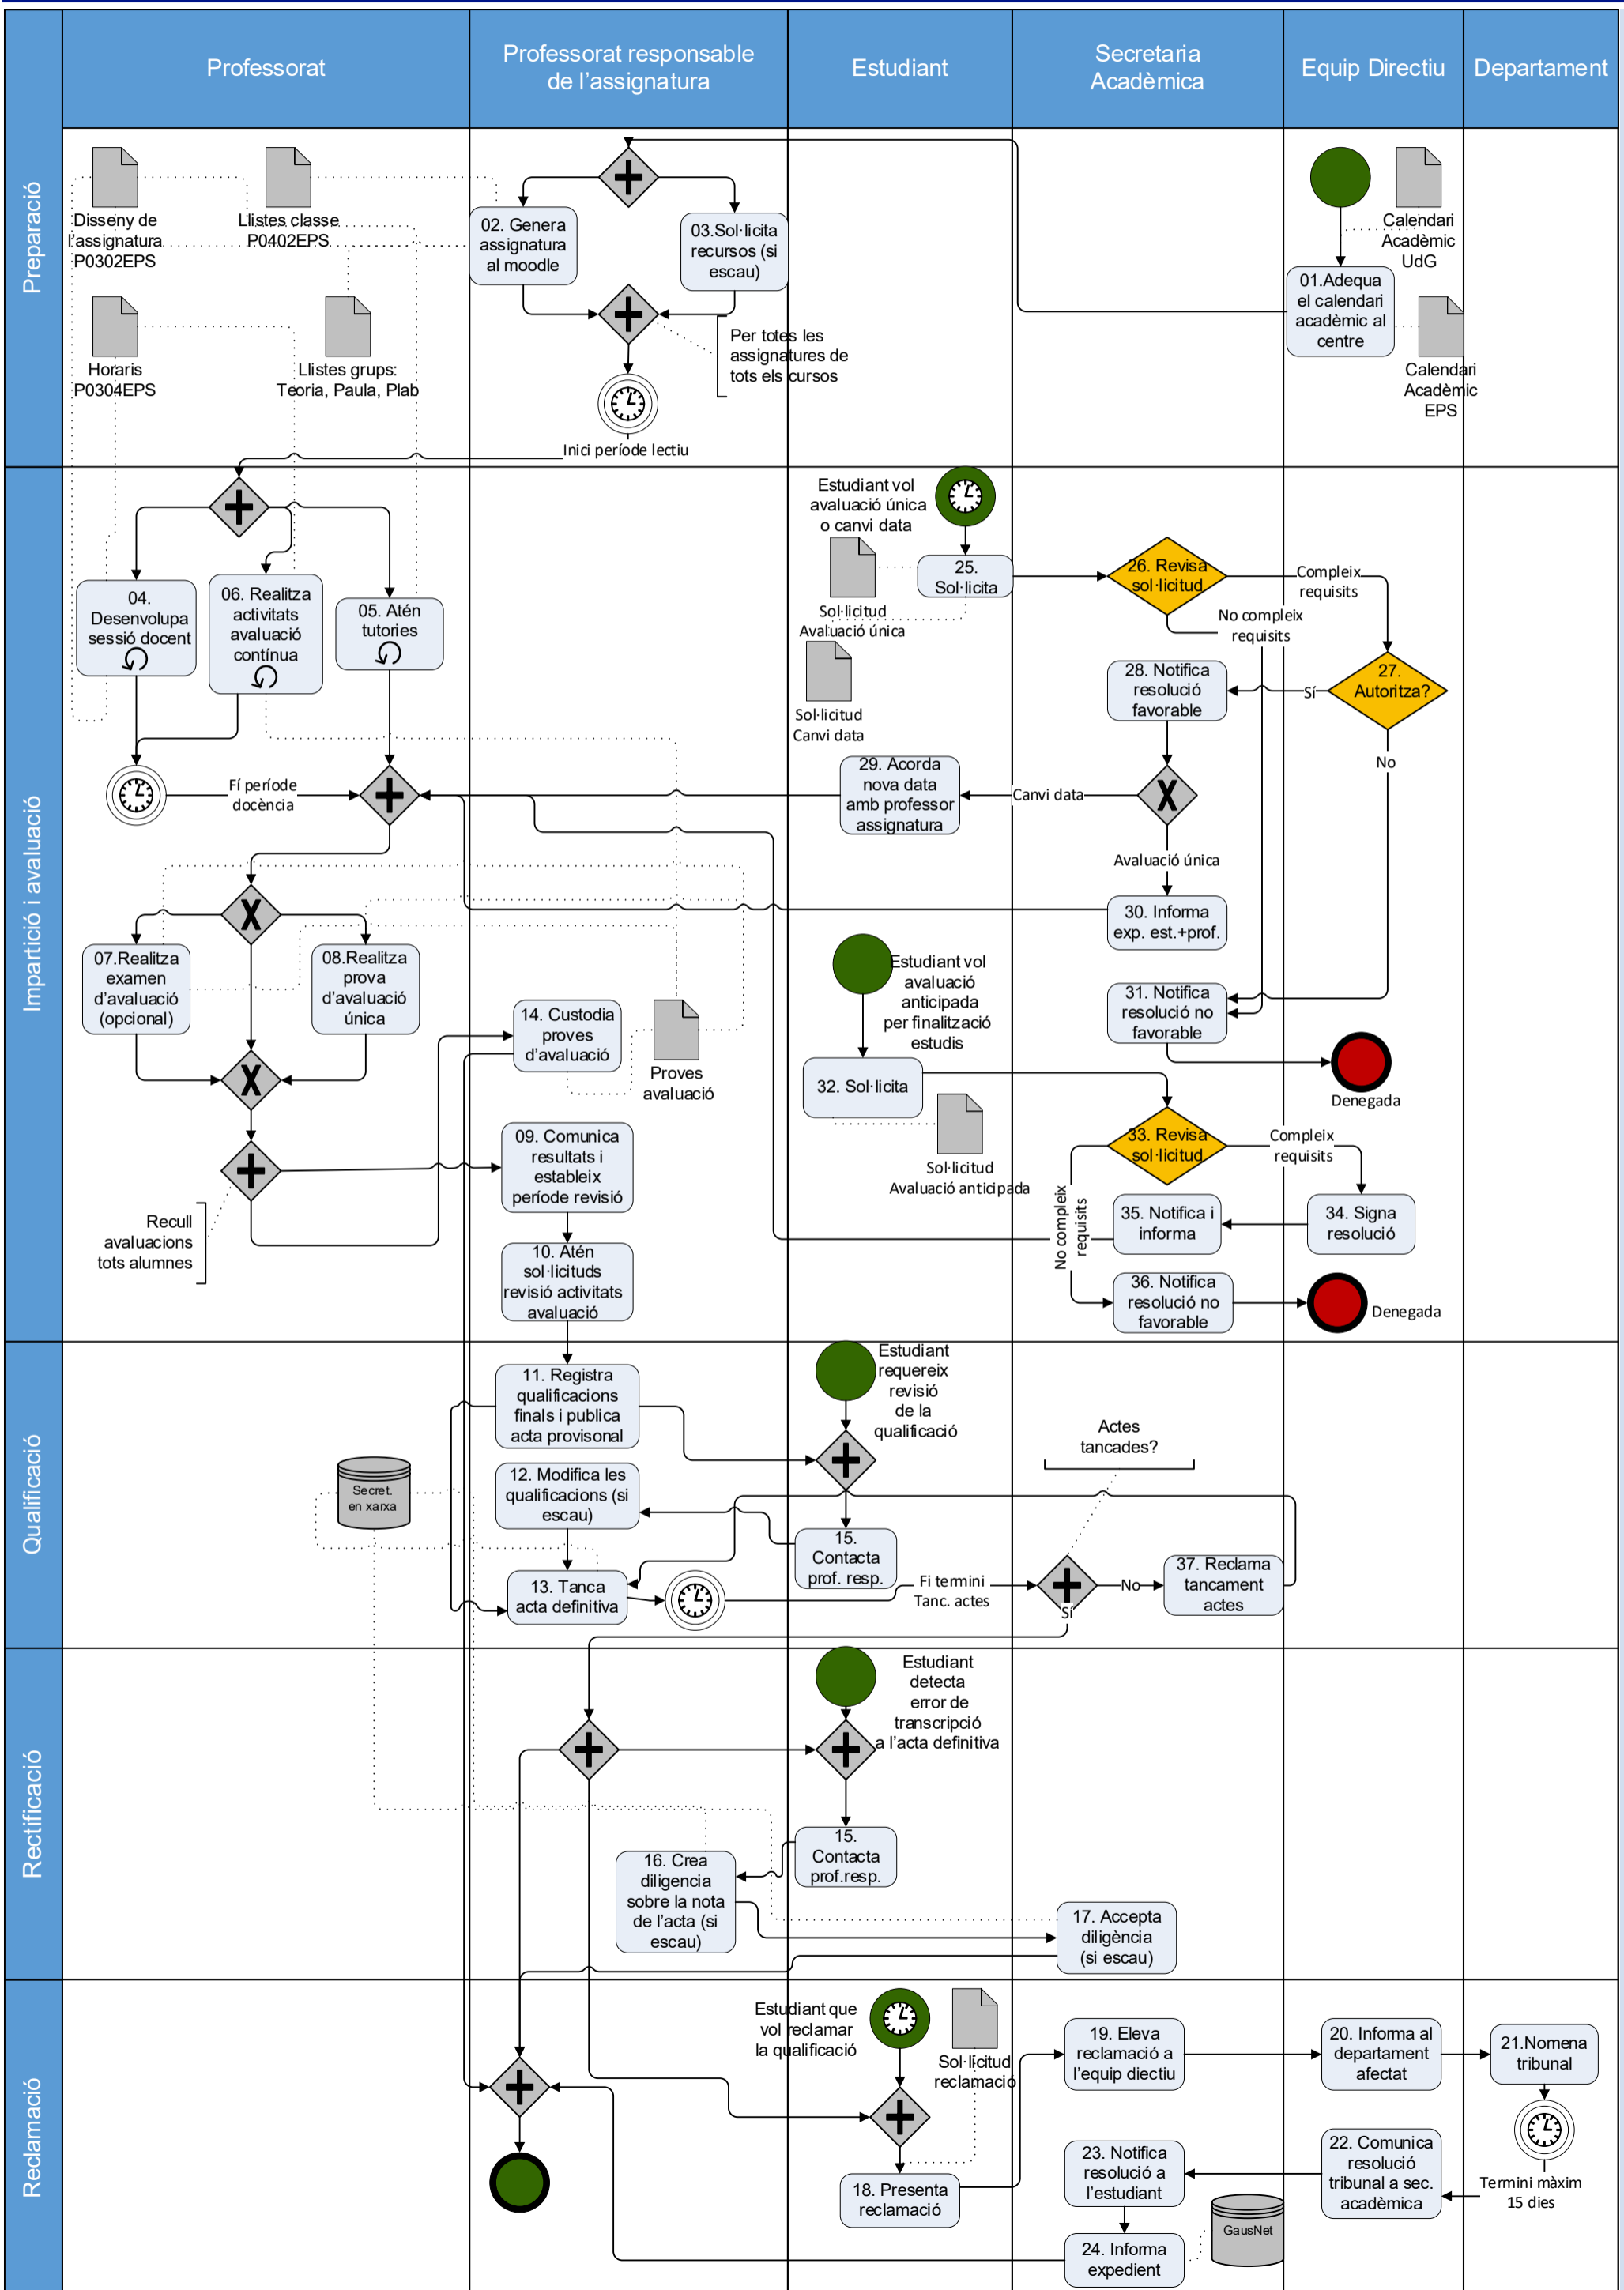 Professorat
Professorat responsable
de l'assignatura
Estudiant
Secretaria
Acadèmica
Equip Directiu
Departament
Preparació
Disseny de
l'assignatura
P0302EPS
Llistes classe
P0402EPS
Horaris
P0304EPS
Llistes grups:
Teoria, Paula, Plab
02. Genera
assignatura
al moodle
03.Sol·licita
recursos (si
escau)
Per totes les
assignatures de
tots els cursos
Inici període lectiu
Calendari
Acadèmic
UdG
01.Adequa
el calendari
acadèmic al
centre
Calendari
Acadèmic
EPS
Impartició i avaluació
04.
Desenvolupa
sessió docent
06. Realitza
activitats
avaluació
contínua
05. Atén
tutories
Fí període
docència
Estudiant vol
avaluació única
o canvi data
25.
Sol·licita
Sol·licitud
Avaluació única
Sol·licitud
Canvi data
26. Revisa
sol·licitud
Compleix
requisits
No compleix
requisits
27.
Autoritza?
Sí
No
28. Notifica
resolució
favorable
29. Acorda
nova data
amb professor
assignatura
Canvi data
X
Avaluació única
30. Informa
exp. est.+prof.
31. Notifica
resolució no
favorable
Denegada
X
07.Realitza
examen
d'avaluació
(opcional)
08.Realitza
prova
d'avaluació
única
X
Recull
avaluacions
tots alumnes
14. Custodia
proves
d'avaluació
Proves
avaluació
09. Comunica
resultats i
estableix
període revisió
10. Atén
sol·licituds
revisió activitats
avaluació
Estudiant vol
avaluació
anticipada
per finalització
estudis
32. Sol·licita
Sol·licitud
Avaluació anticipada
33. Revisa
sol·licitud
Compleix
requisits
No compleix
requisits
34. Signa
resolució
35. Notifica i
informa
36. Notifica
resolució no
favorable
Denegada
Qualificació
11. Registra
qualificacions
finals i publica
acta provisonal
Estudiant
requereix
revisió
de la
qualificació
Secret.
en xarxa
12. Modifica les
qualificacions (si
escau)
15.
Contacta
prof. resp.
13. Tanca
acta definitiva
Fi termini
Tanc. actes
Actes
tancades?
No
Sí
37. Reclama
tancament
actes
Rectificació
Estudiant
detecta
error de
transcripció
a l'acta definitiva
15.
Contacta
prof.resp.
16. Crea
diligencia
sobre la nota
de l'acta (si
escau)
17. Accepta
diligència
(si escau)
Reclamació
Estudiant que
vol reclamar
la qualificació
Sol·licitud
reclamació
18. Presenta
reclamació
19. Eleva
reclamació a
l'equip diectiu
20. Informa al
departament
afectat
21.Nomena
tribunal
Termini màxim
15 dies
22. Comunica
resolució
tribunal a sec.
acadèmica
23. Notifica
resolució a
l'estudiant
24. Informa
expedient
GausNet